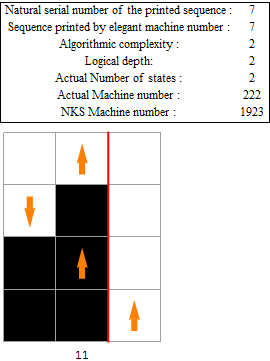 Natural serial number of the printed sequence : 7
Sequence printed by elegant machine number : 7
Algorithmic complexity : 2
Logical depth: 2
Actual Number of states : 2
Actual Machine number : 222
NKS Machine number : 1923
11